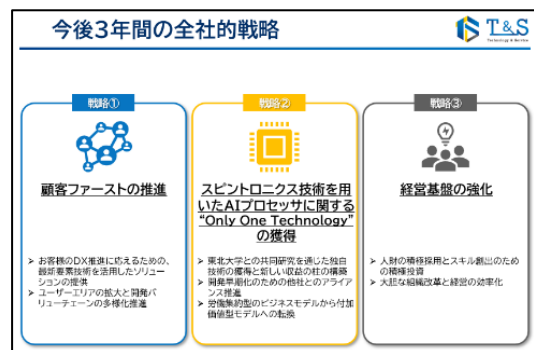 今後3年間の全社的戦略
T&S
Technology & Service
戦略①
顧客ファーストの推進
➢ お客様のDX推進に応えるための、
最新要素技術を活用したソリュー
ションの提供
➢ ユーザーエリアの拡大と開発バ
リューチェーンの多様化推進
戦略②
スピントロニクス技術を用
いたAIプロセッサに関する
“Only One Technology”
の獲得
➢ 東北大学との共同研究を通じた独自
技術の獲得と新しい収益の柱の構築
➢ 開発早期化のための他社とのアライ
アンス推進
➢ 労働集約型のビジネスモデルから付加
価値型モデルへの転換
戦略③
経営基盤の強化
➢ 人財の積極採用とスキル創出のため
の積極投資
➢ 大胆な組織改革と経営の効率化